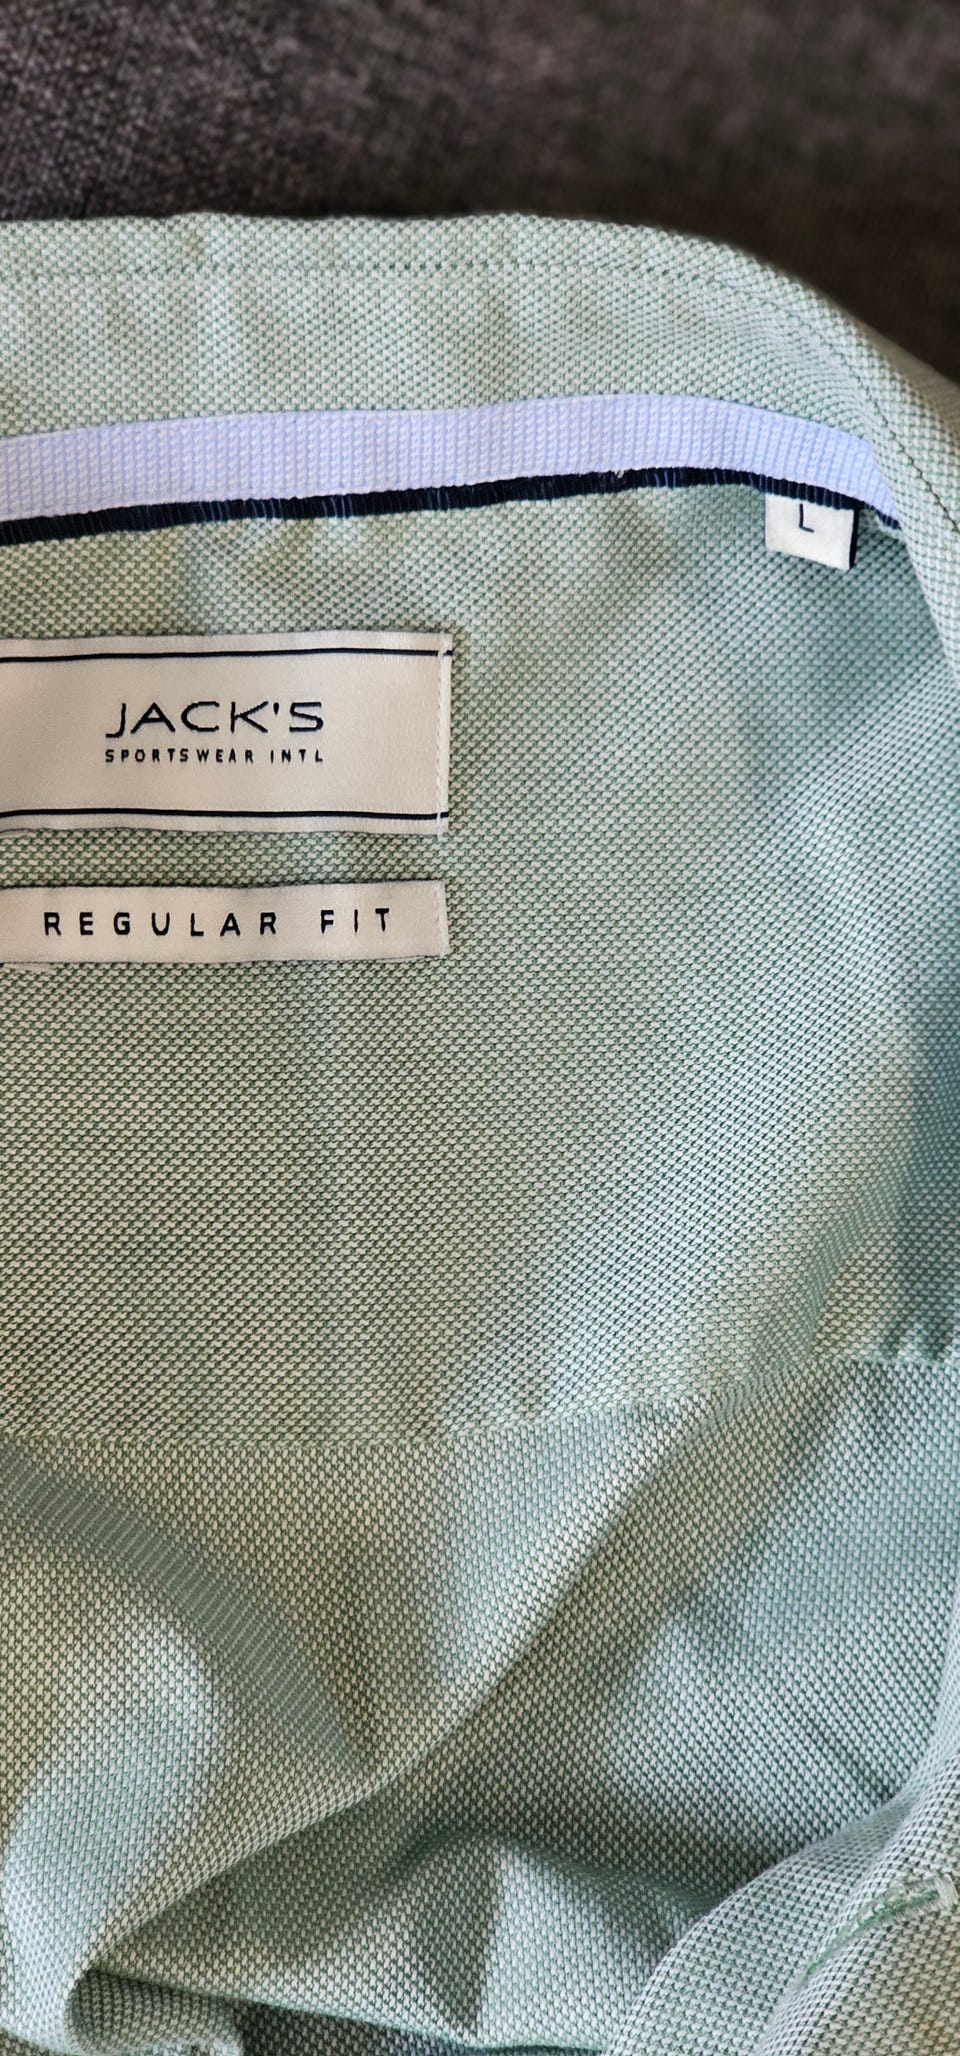 L
JACK'S
SPORTSWEAR INTL
REGULAR FIT